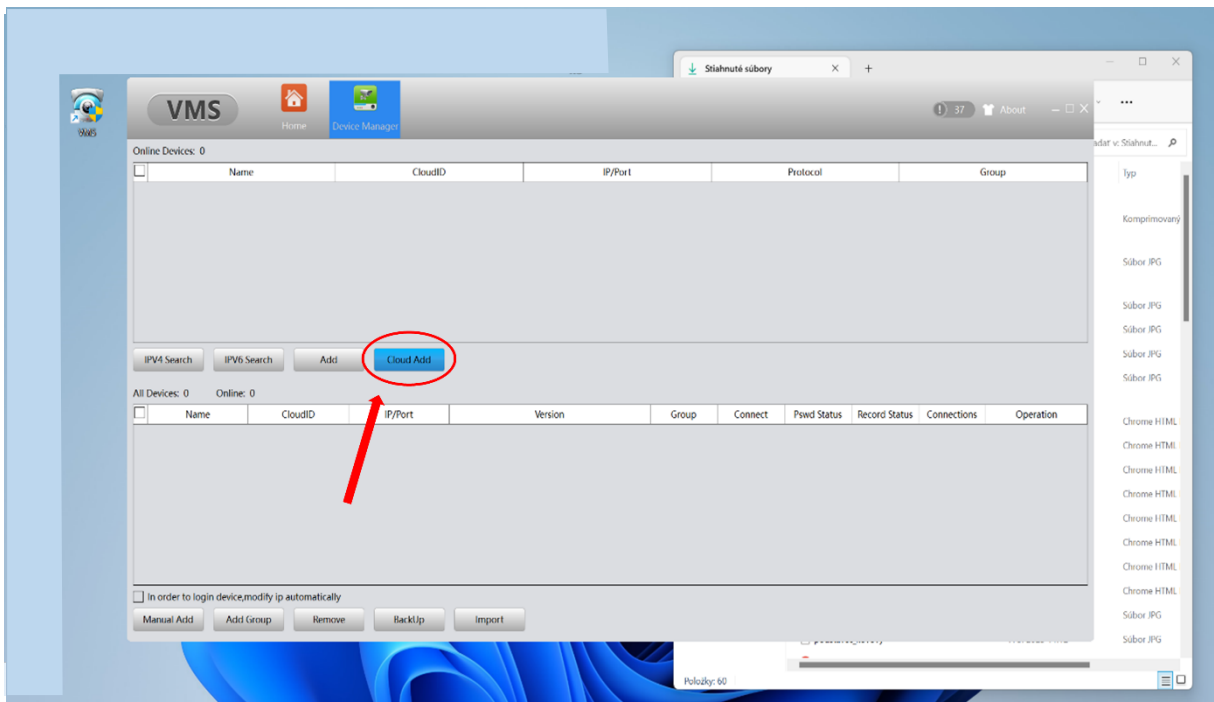 Stiahnuté súbory
VMS
Home
Device Manager
37 About
VMS
Online Devices: 0
adať v: Stiahnut...
Name CloudID IP/Port Protocol Group
Typ
Komprimovaný
Súbor JPG
Súbor JPG
Súbor JPG
Súbor JPG
Súbor JPG
IPV4 Search IPV6 Search Add Cloud Add
All Devices: 0 Online: 0
Name CloudID IP/Port Version Group Connect Pswd Status Record Status Connections Operation
Chrome HTML
Chrome HTML
Chrome HTML
Chrome HTML
Chrome HTML
Chrome HTML
Chrome HTML
Chrome HTML
Súbor JPG
Súbor JPG
In order to login device,modify ip automatically
Manual Add Add Group Remove BackUp Import
Položky: 60